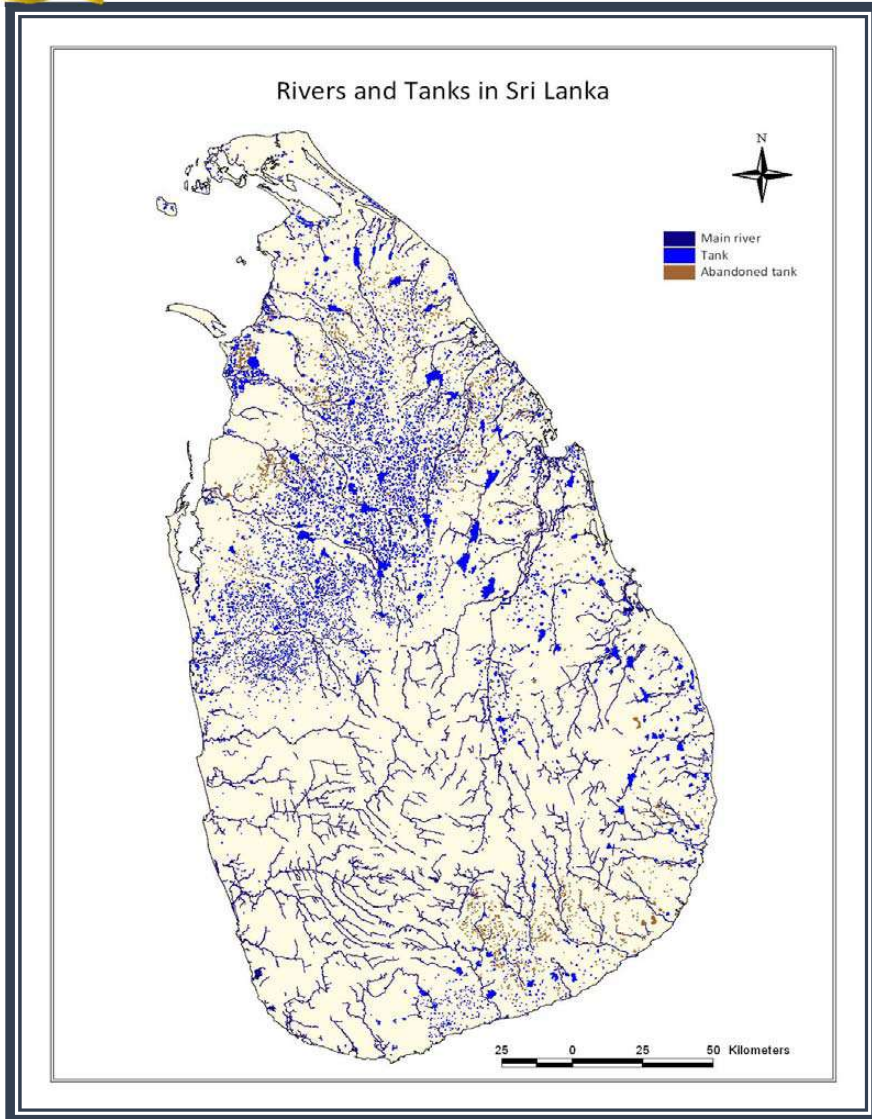 Rivers and Tanks in Sri Lanka
N
Main river
Tank
Abandoned tank
25 0 25 50 Kilometers